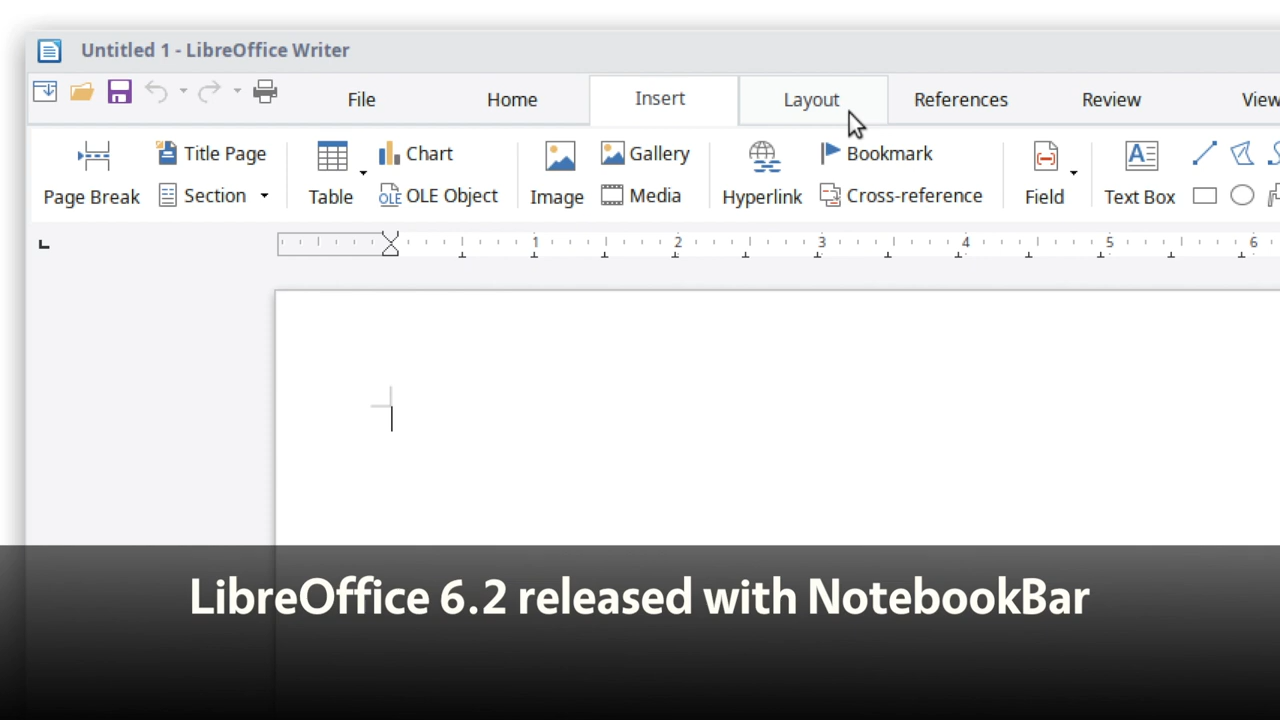 Untitled 1 - LibreOffice Writer
File Home Insert Layout References Review View
Title Page Chart Gallery Bookmark
Page Break Section Table OLE OLE Object Image Media Hyperlink Cross-reference Field Text Box
1 2 3 4 5 6
LibreOffice 6.2 released with NotebookBar